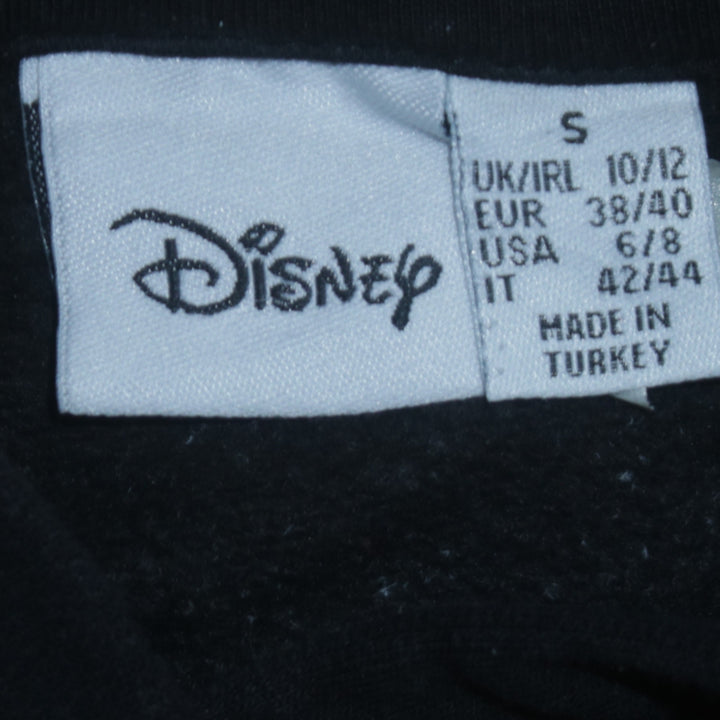 Disney
S
UK/IRL 10/12
EUR 38/40
USA 6/8
IT 42/44
MADE IN
TURKEY